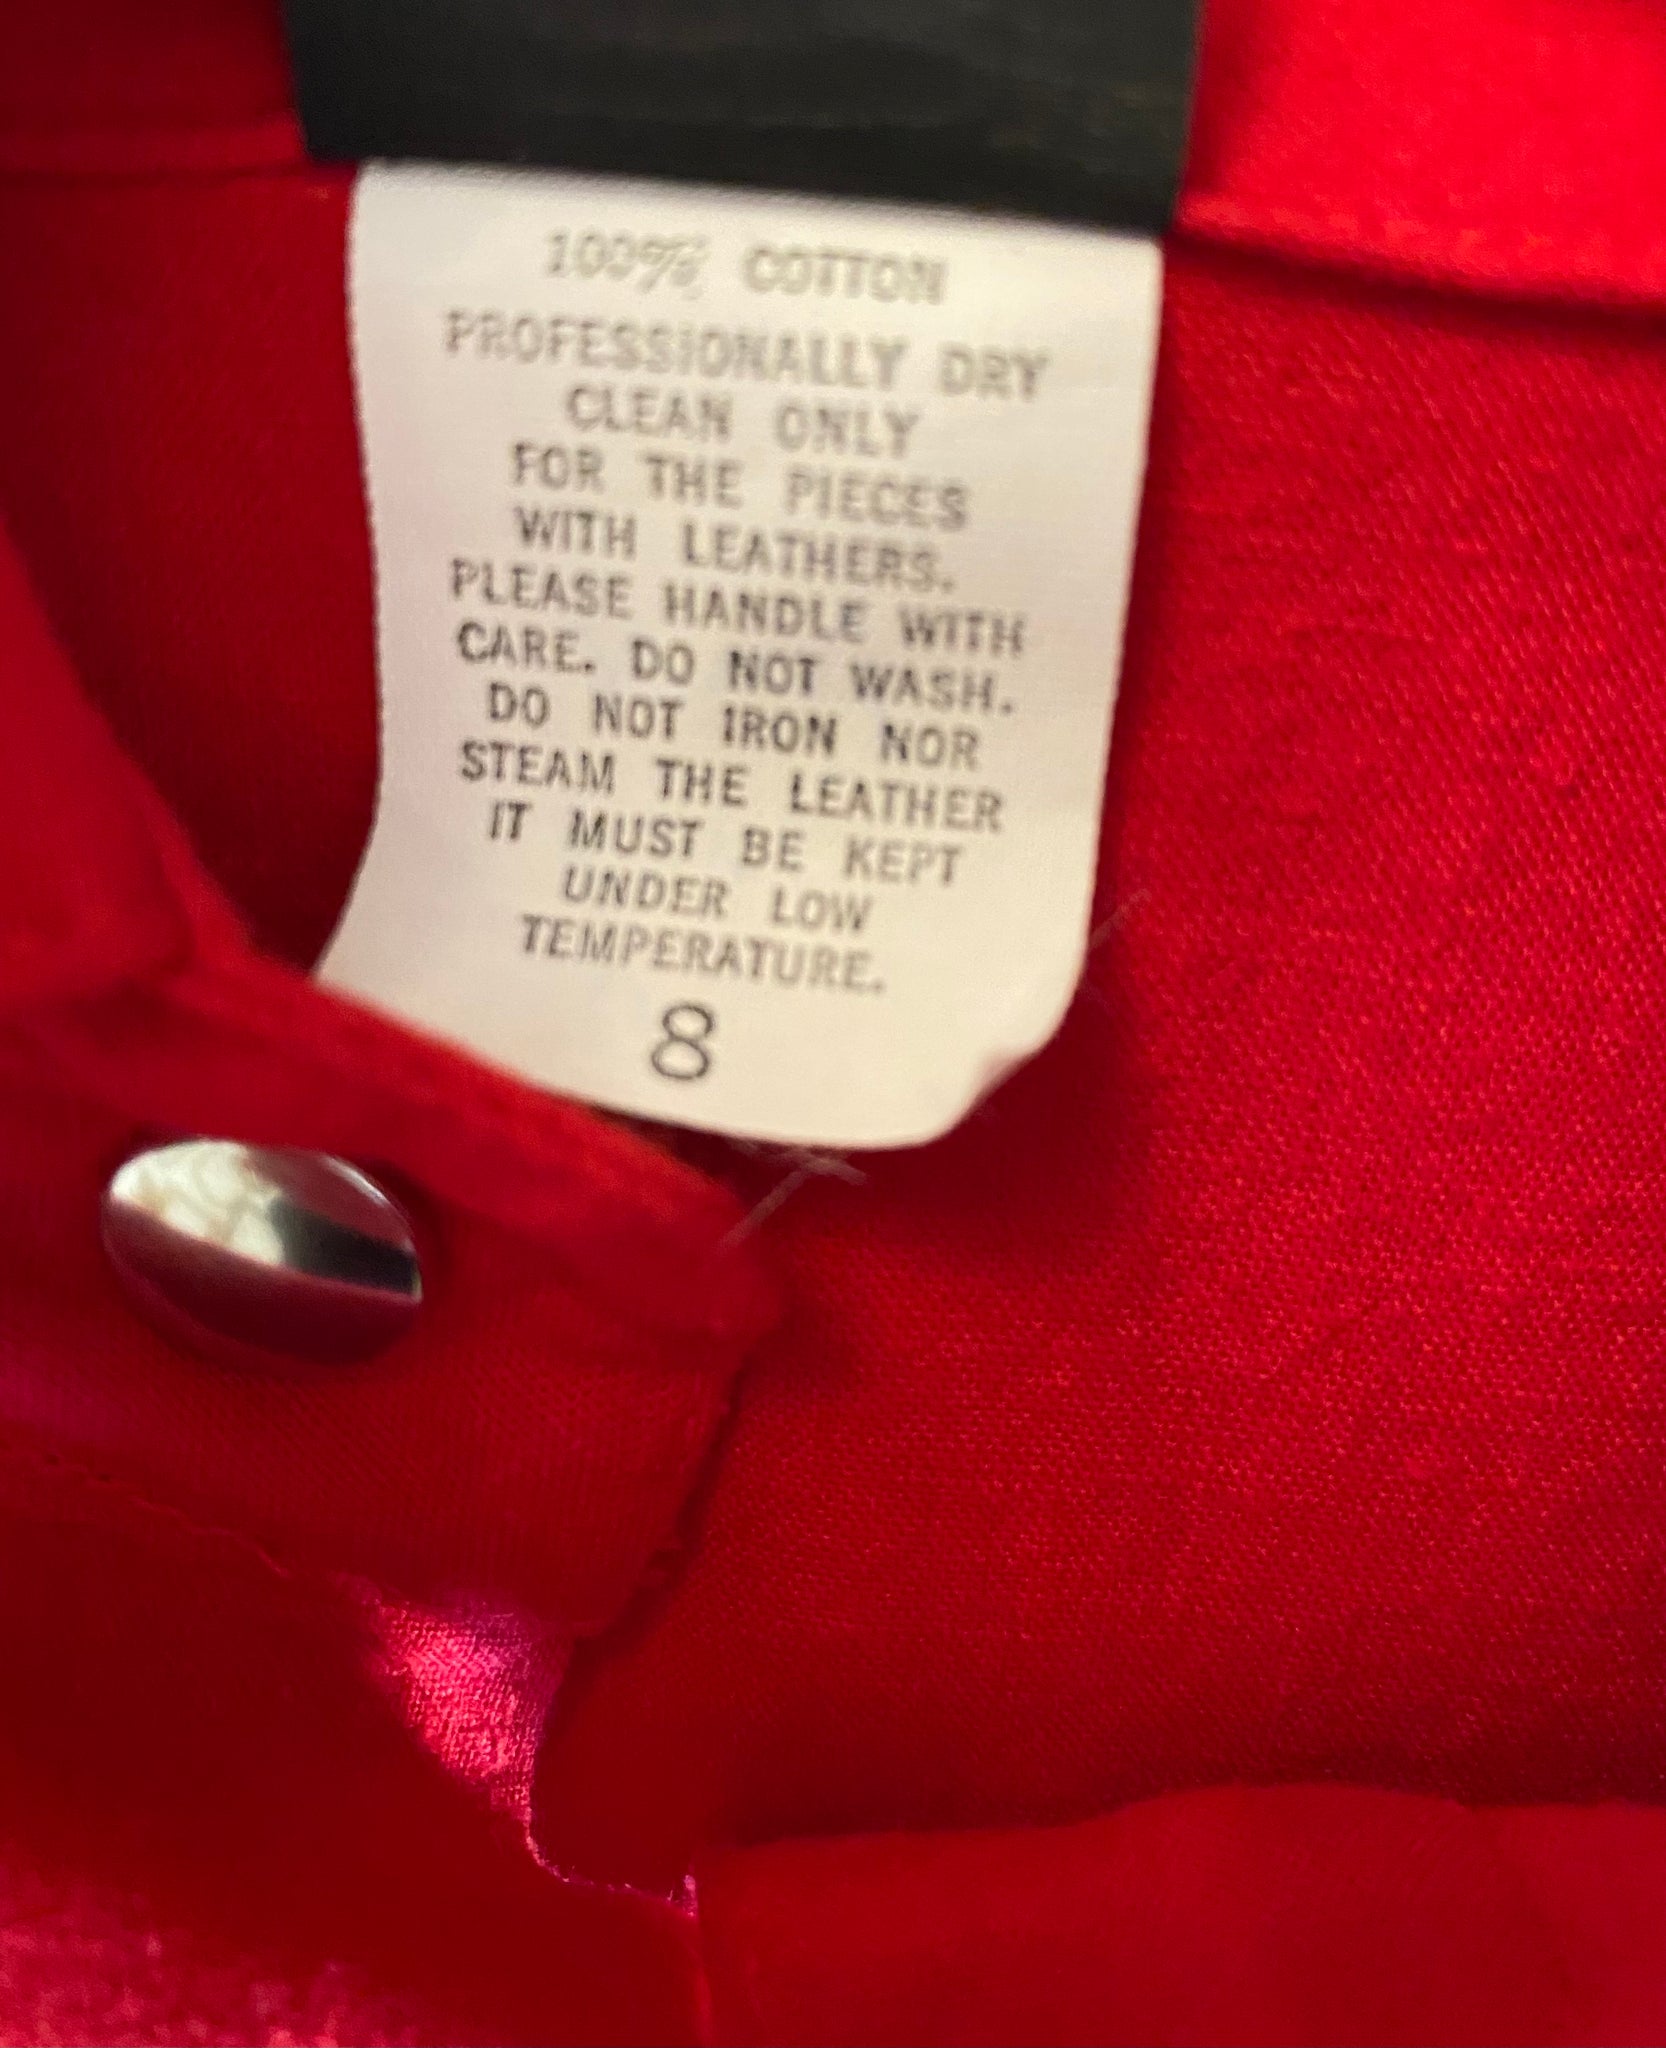 100% COTTON
PROFESSIONALLY DRY
CLEAN ONLY
FOR THE PIECES
WITH LEATHERS.
PLEASE HANDLE WITH
CARE. DO NOT WASH.
DO NOT IRON NOR
STEAM THE LEATHER
IT MUST BE KEPT
UNDER LOW
TEMPERATURE.
8